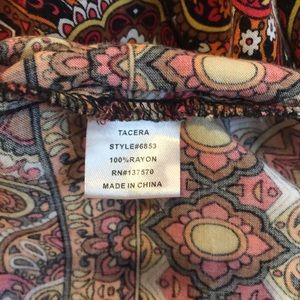 TACERA
STYLE#6853
100%RAYON
RN#137570
MADE IN CHINA